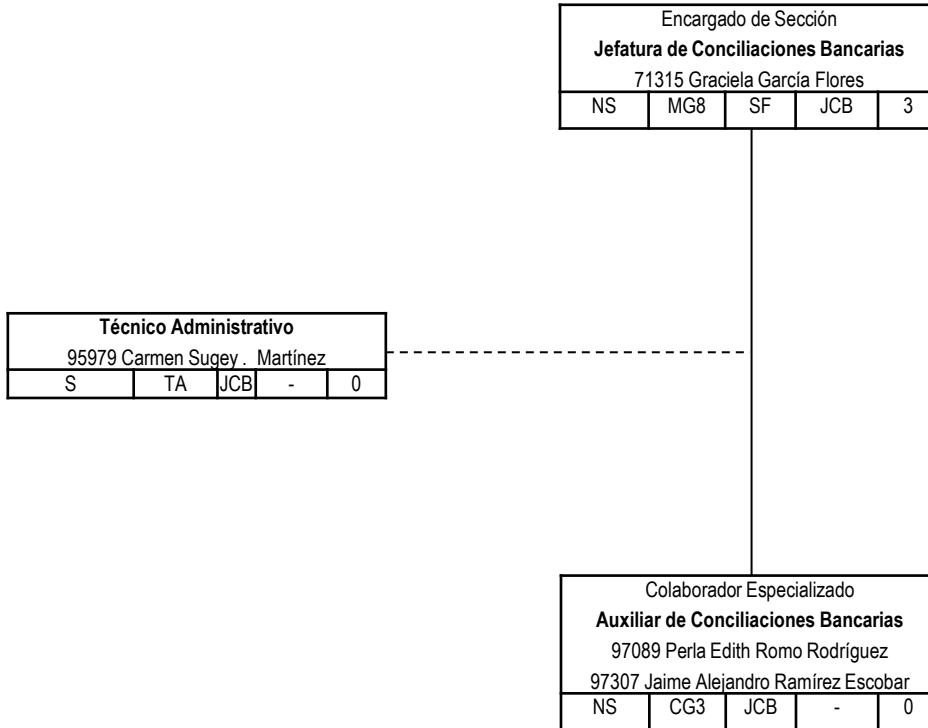 Encargado de Sección
Jefatura de Conciliaciones Bancarias
71315 Graciela García Flores
NS MG8 SF JCB 3
Técnico Administrativo
95979 Carmen Sugey . Martínez
S TA JCB - 0
Colaborador Especializado
Auxiliar de Conciliaciones Bancarias
97089 Perla Edith Romo Rodríguez
97307 Jaime Alejandro Ramírez Escobar
NS CG3 JCB - 0